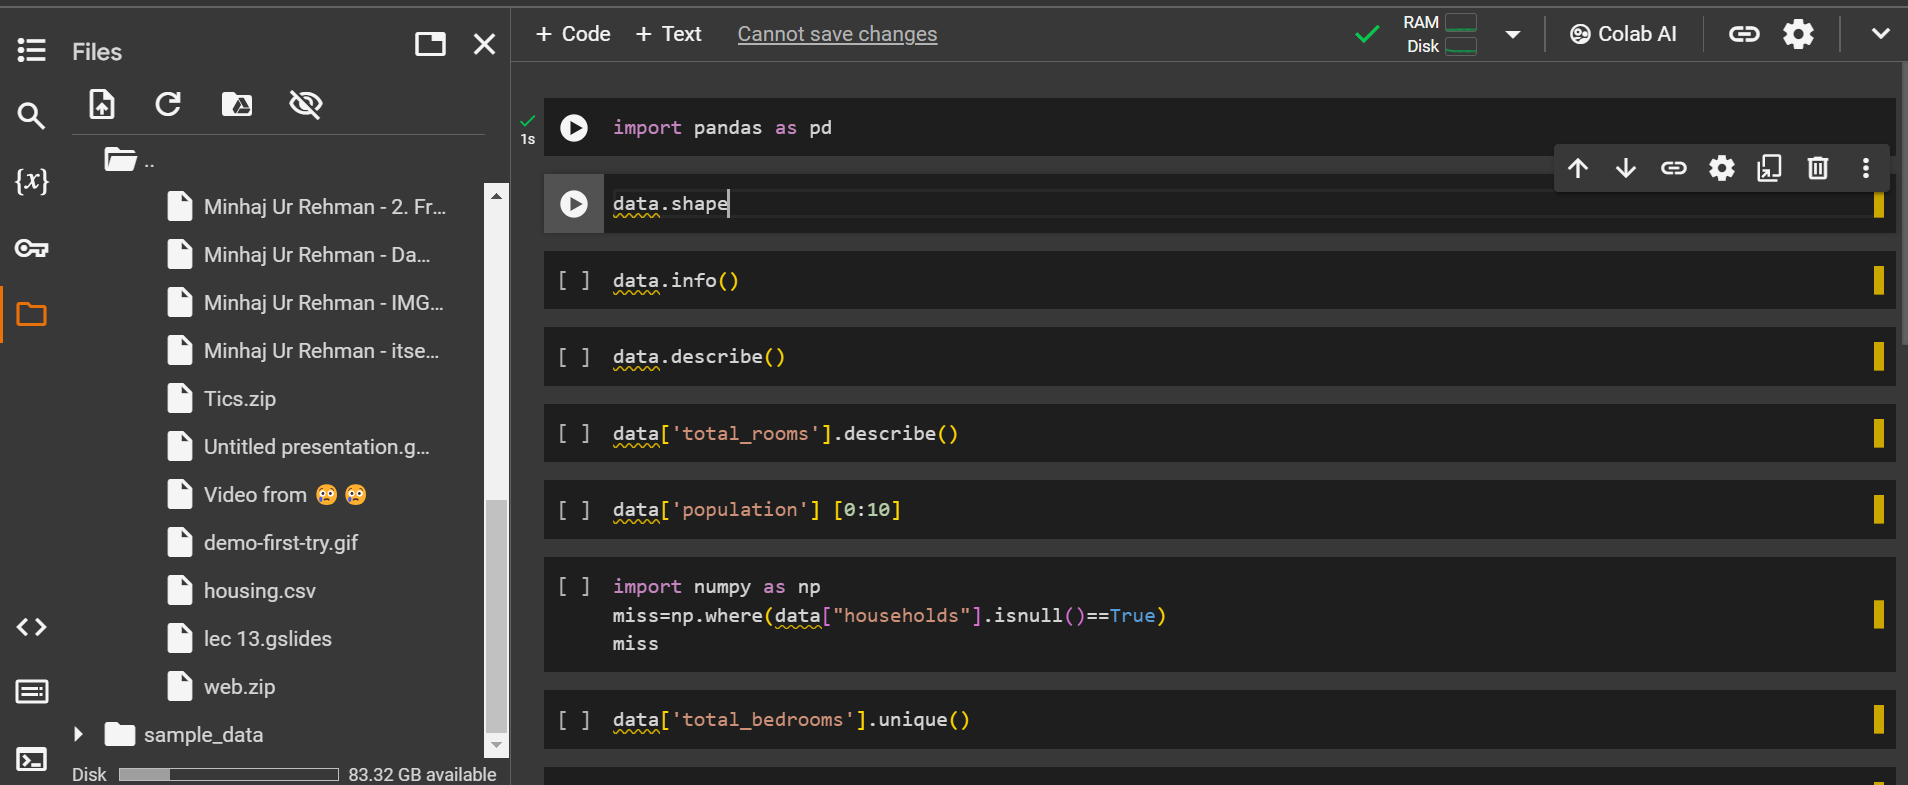 Files
..
Minhaj Ur Rehman - 2. Fr...
Minhaj Ur Rehman - Da...
Minhaj Ur Rehman - IMG...
Minhaj Ur Rehman - itse...
Tics.zip
Untitled presentation.g...
Video from 😳 😢
demo-first-try.gif
housing.csv
lec 13.gslides
web.zip
sample_data
Disk 83.32 GB available
{x}
+ Code + Text Cannot save changes
RAM
Disk
Colab AI
1s
import pandas as pd
data.shape
[ ] data.info()
[ ] data.describe()
[ ] data['total_rooms'].describe()
[ ] data['population'] [0:10]
[ ] import numpy as np
miss=np.where(data["households"].isnull()==True)
miss
[ ] data['total_bedrooms'].unique()